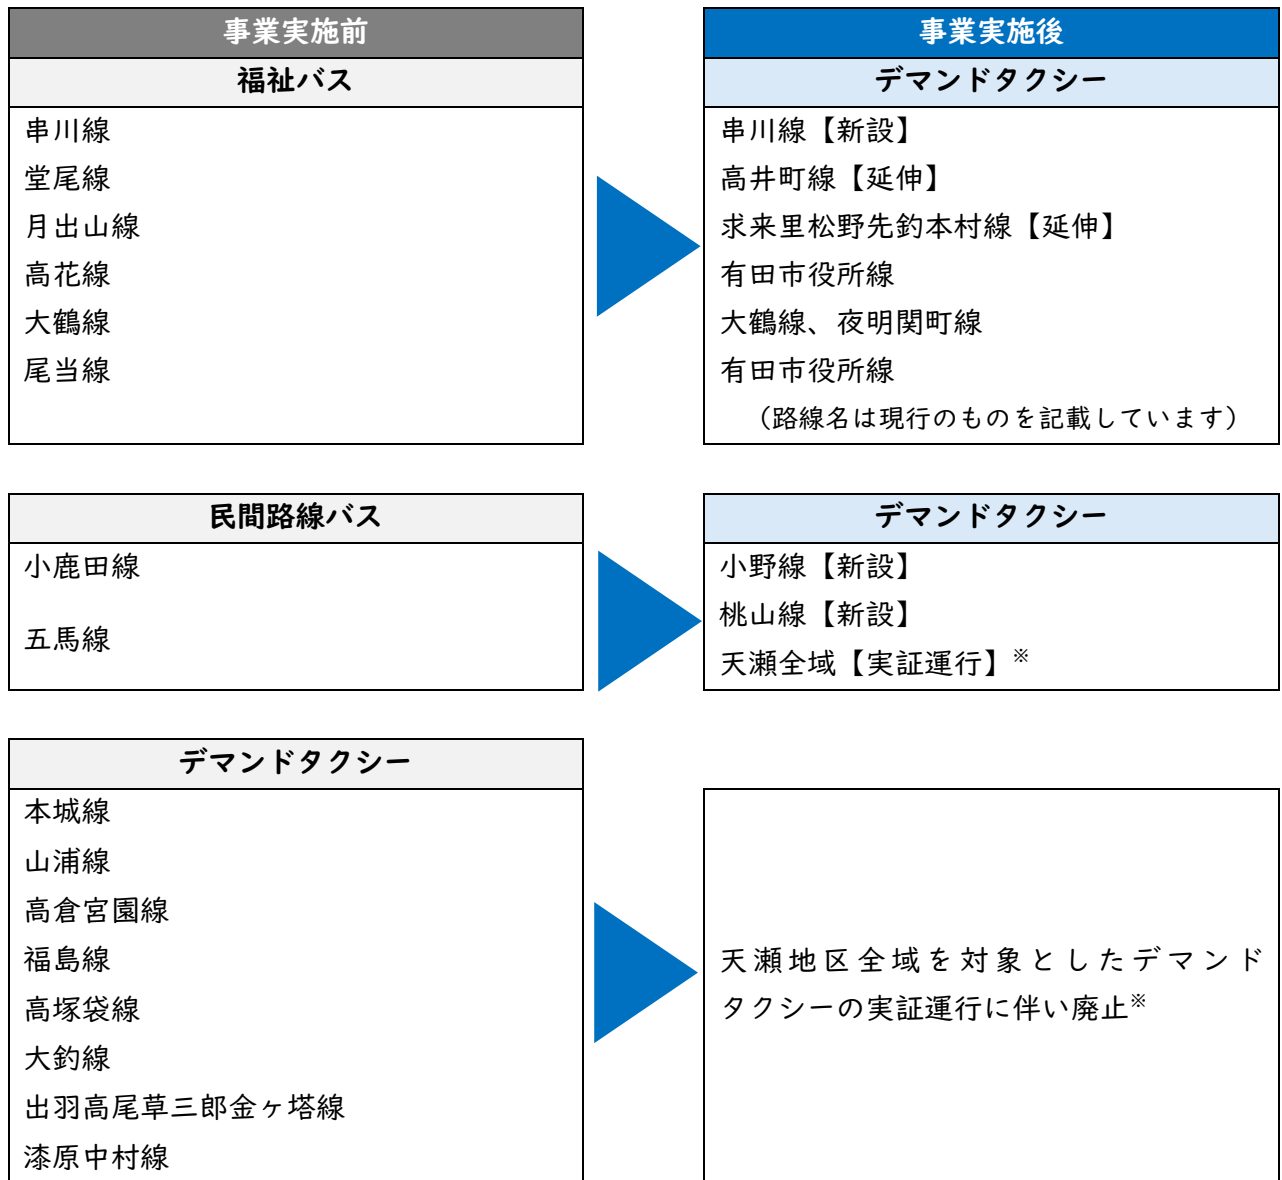 事業実施前
事業実施後
福祉バス
デマンドタクシー
串川線
堂尾線
月出山線
高花線
大鶴線
尾当線
串川線【新設】
高井町線【延伸】
求来里松野先釣本村線【延伸】
有田市役所線
大鶴線、夜明関町線
有田市役所線
（路線名は現行のものを記載しています）
民間路線バス
デマンドタクシー
小鹿田線
五馬線
小野線【新設】
桃山線【新設】
天瀬全域【実証運行】※
デマンドタクシー
本城線
山浦線
高倉宮園線
福島線
高塚袋線
大釣線
出羽高尾草三郎金ヶ塔線
漆原中村線
天瀬地区全域を対象としたデマンド
タクシーの実証運行に伴い廃止※